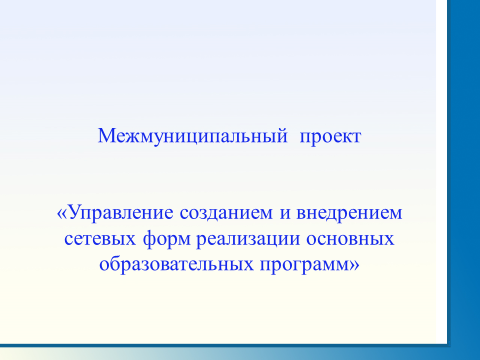 Межмуниципальный проект
«Управление созданием и внедрением
сетевых форм реализации основных
образовательных программ»